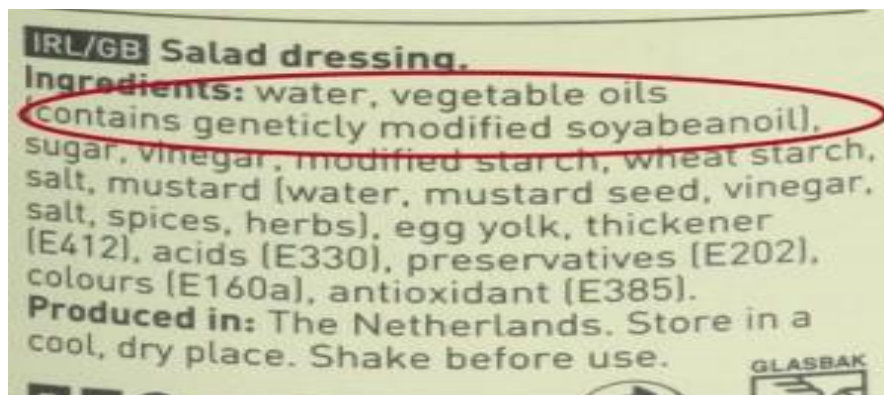 IRL/GB Salad dressing.
Ingredients: water, vegetable oils
(contains geneticly modified soyabeanoil),
sugar, vinegar, modified starch, wheat starch,
salt, mustard (water, mustard seed, vinegar,
salt, spices, herbs), egg yolk, thickener
(E412), acids (E330), preservatives (E202),
colours (E160a), antioxidant (E385).
Produced in: The Netherlands. Store in a
cool, dry place. Shake before use.
GLASBAK